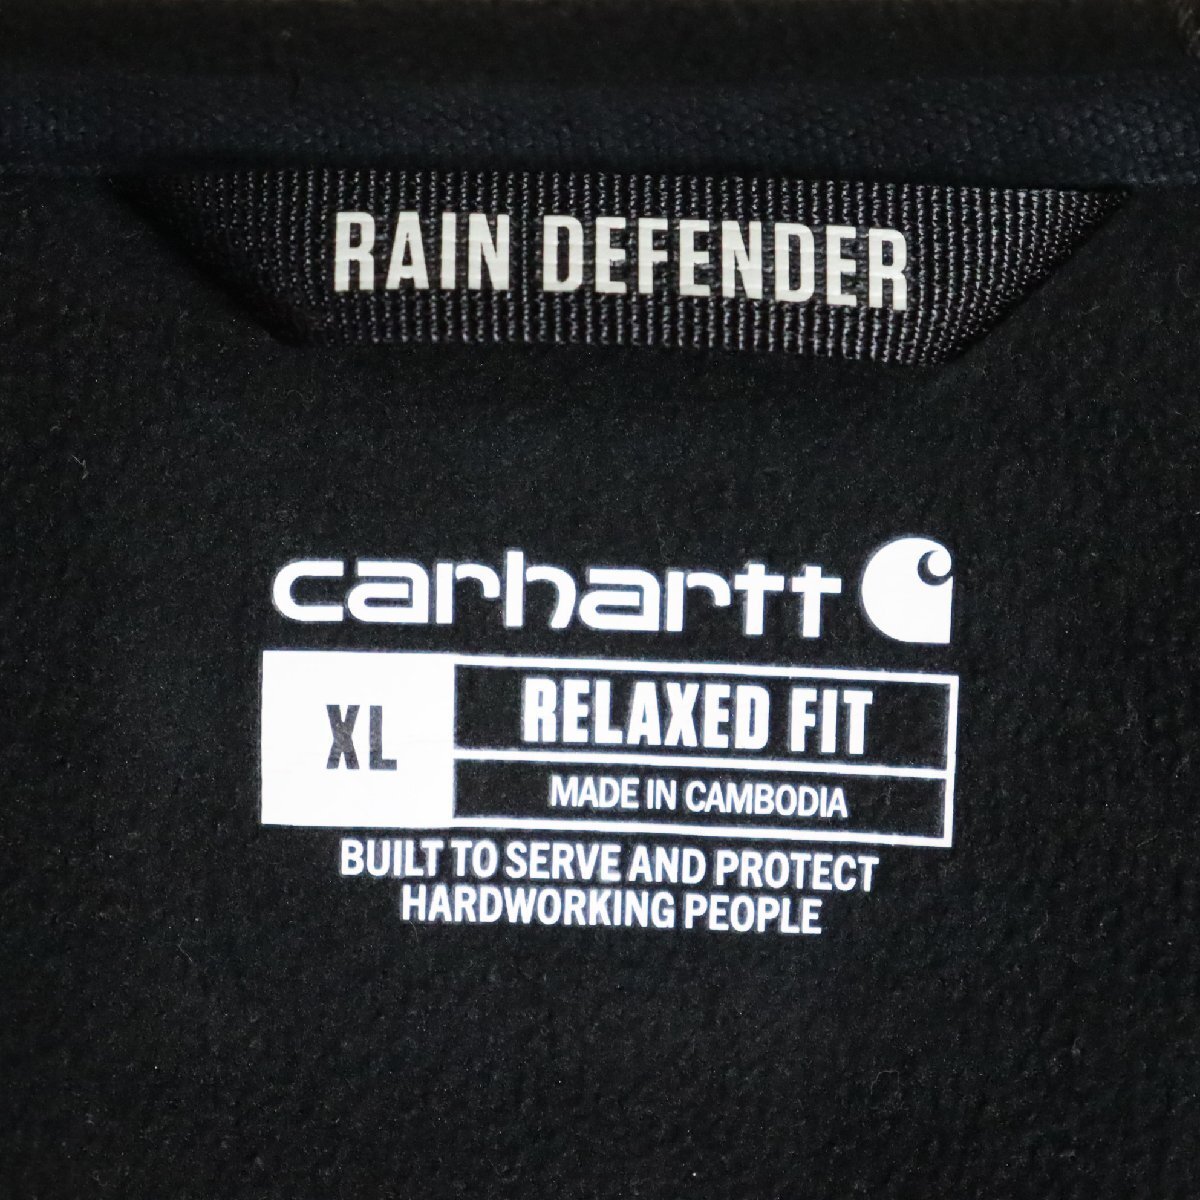 RAIN DEFENDER
carhartt
XL
RELAXED FIT
MADE IN CAMBODIA
BUILT TO SERVE AND PROTECT
HARDWORKING PEOPLE